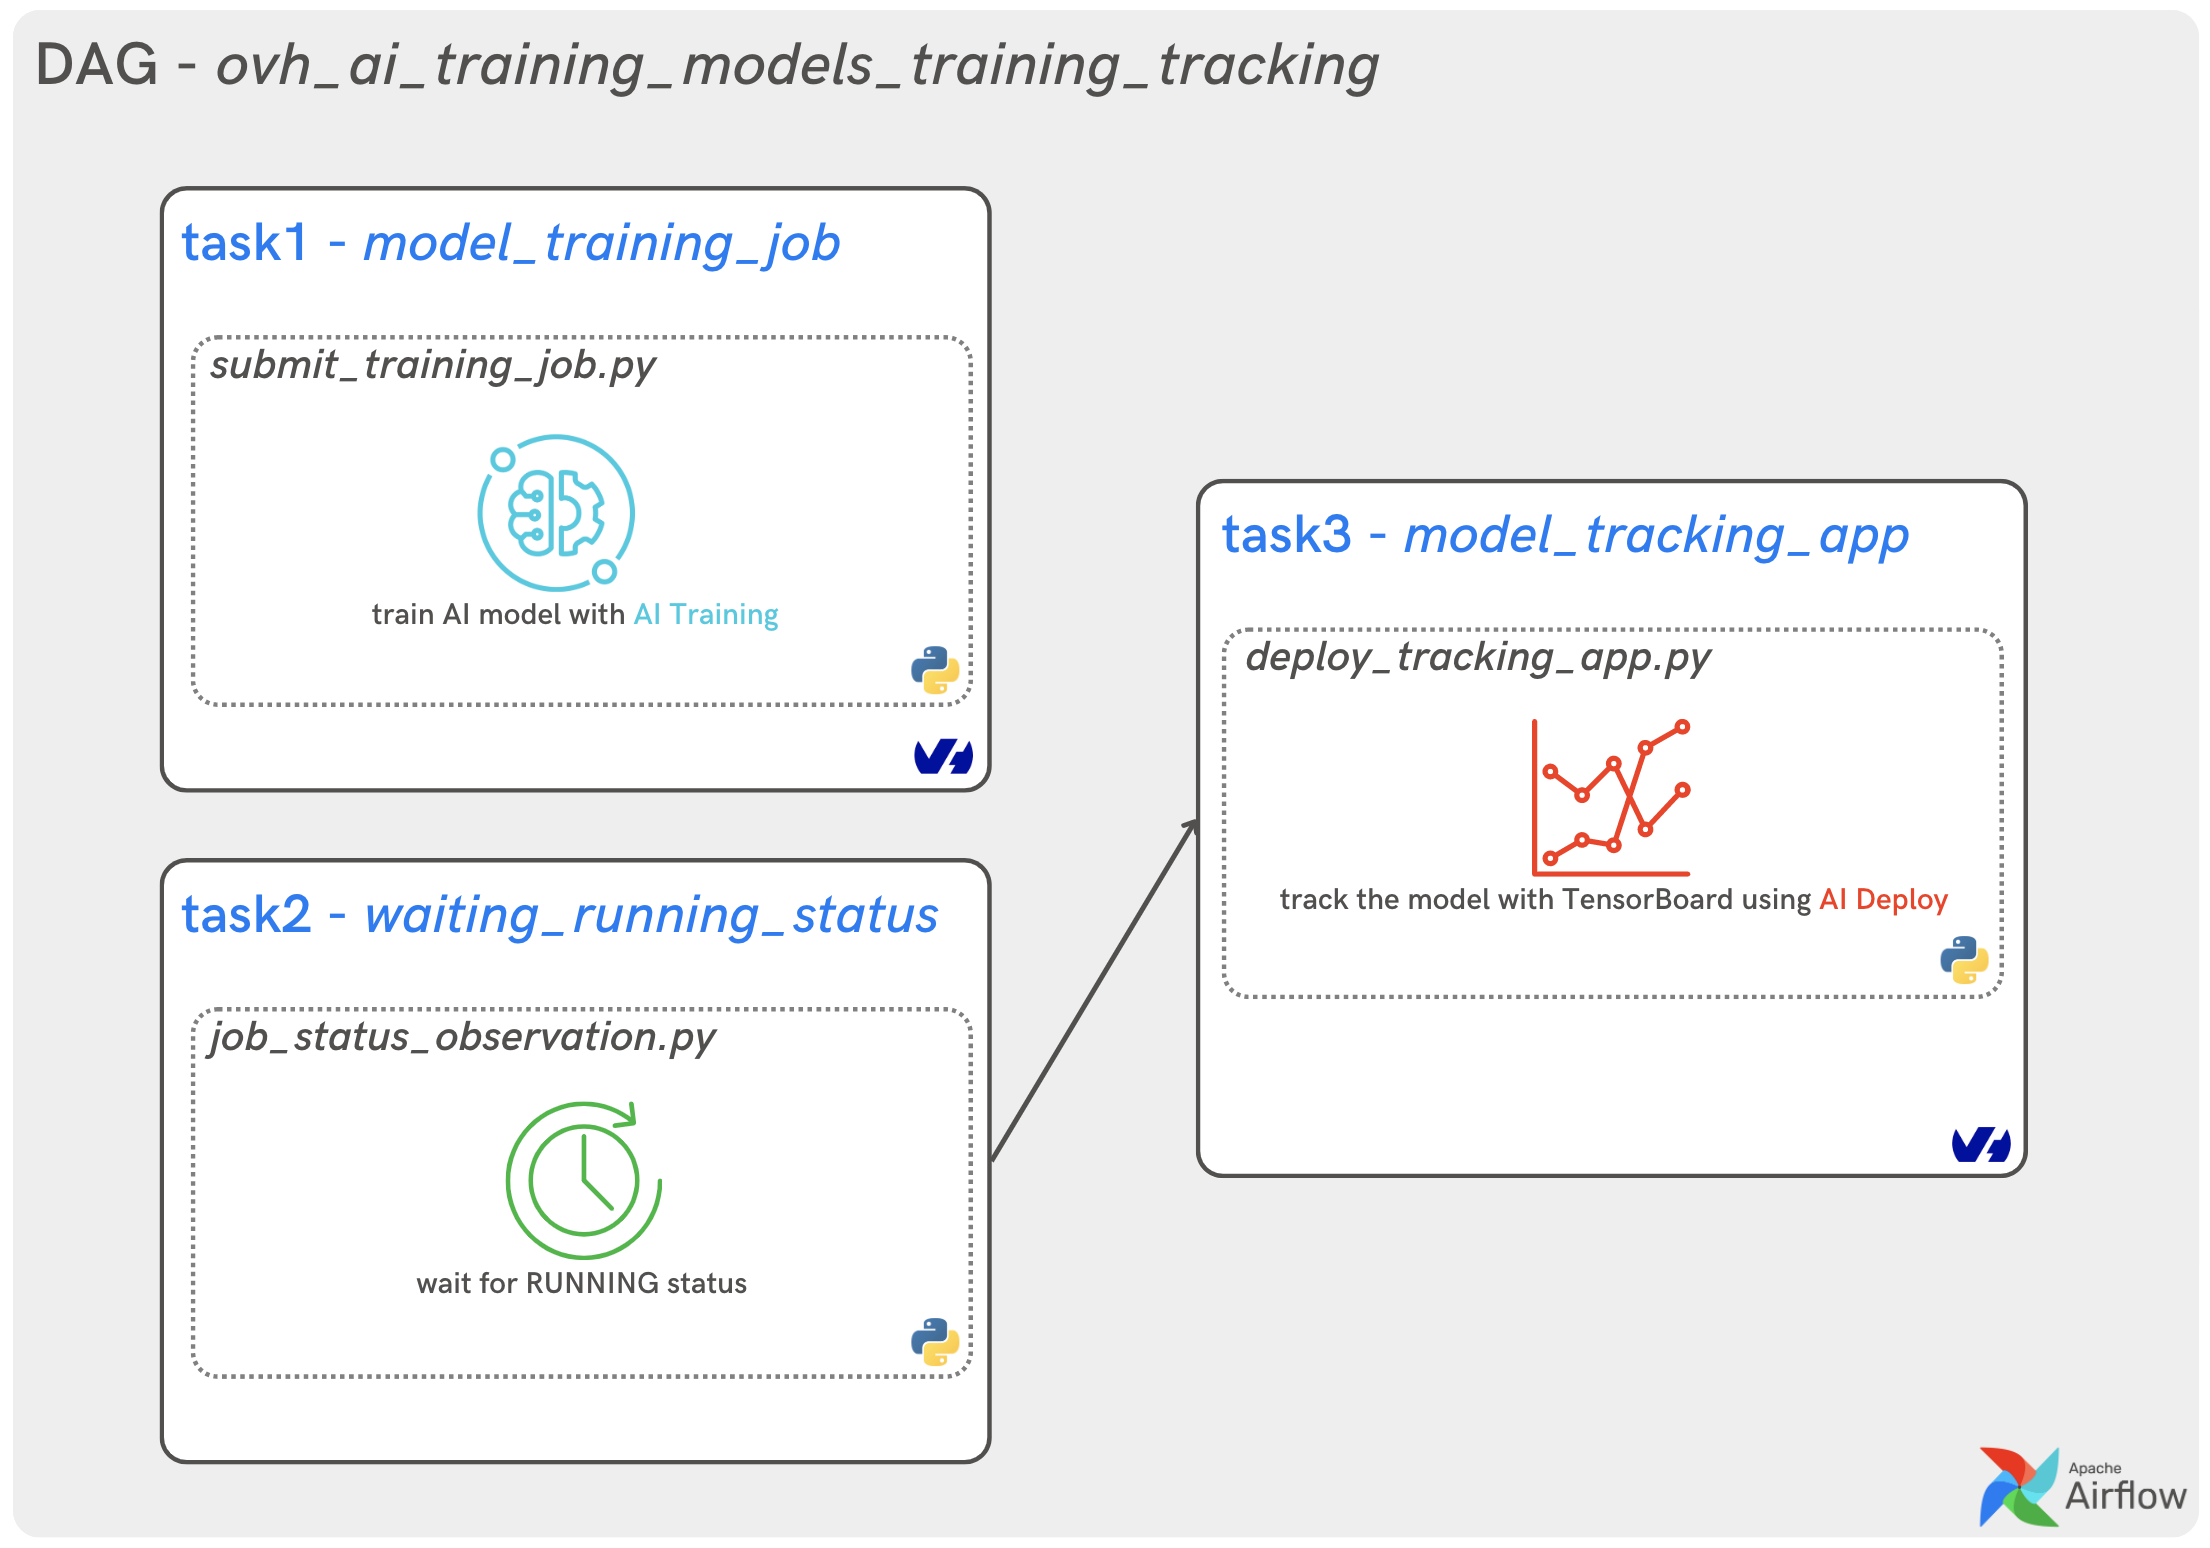 DAG - ovh_ai_training_models_training_tracking
task1 - model_training_job
submit_training_job.py
train AI model with AI Training
task2 - waiting_running_status
job_status_observation.py
wait for RUNNING status
task3 - model_tracking_app
deploy_tracking_app.py
track the model with TensorBoard using AI Deploy
Apache
Airflow